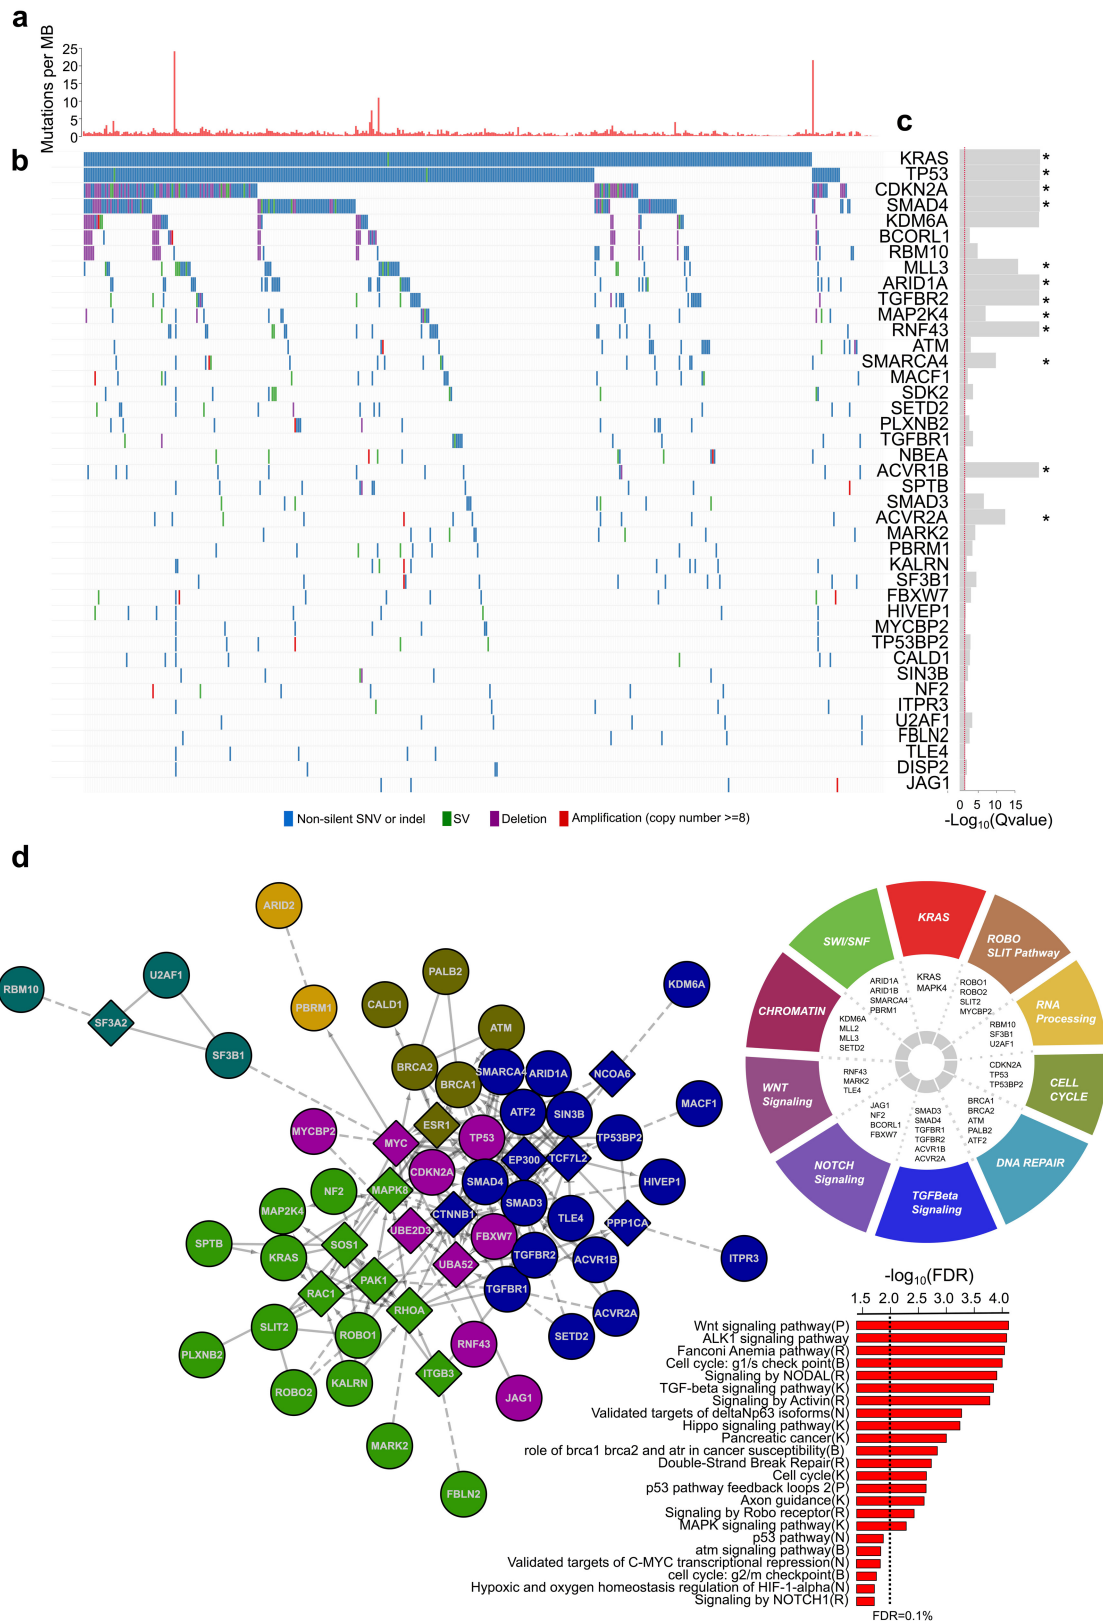 a
Mutations per MB
25
20
15
10
5
0
b
c
KRAS *
TP53 *
CDKN2A *
SMAD4 *
KDM6A
BCORL1
RBM10
MLL3 *
ARID1A *
TGFBR2 *
MAP2K4 *
RNF43 *
ATM
SMARCA4 *
MACF1
SDK2
SETD2
PLXNB2
TGFBR1
NBEA
ACVR1B *
SPTB
SMAD3
ACVR2A *
MARK2
PBRM1
KALRN
SF3B1
FBXW7
HIVEP1
MYCBP2
TP53BP2
CALD1
SIN3B
NF2
ITPR3
U2AF1
FBLN2
TLE4
DISP2
JAG1
0 5 10 15
-Log10(Qvalue)
Non-silent SNV or indel
SV
Deletion
Amplification (copy number >=8)
d
ARID2
RBM10
U2AF1
SF3A2
SF3B1
PBRM1
PALB2
CALD1
ATM
BRCA2
BRCA1
ESR1
KDM6A
SMARCA4
ARID1A
NCOA6
ATF2
SIN3B
MACF1
MYCBP2
MYC
TP53
TP53BP2
EP300
TCF7L2
CDKN2A
SMAD4
HIVEP1
NF2
MAPK8
SMAD3
MAP2K4
CTNNB1
TLE4
PPP1CA
UBE2D3
FBXW7
SPTB
KRAS
SOS1
TGFBR2
ACVR1B
ITPR3
UBA52
PAK1
RAC1
TGFBR1
RHOA
ACVR2A
SLIT2
ROBO1
SETD2
RNF43
PLXNB2
ITGB3
KALRN
ROBO2
JAG1
MARK2
FBLN2
KRAS
ROBO
SLIT Pathway
RNA
Processing
CELL
CYCLE
DNA REPAIR
TGFBeta
Signaling
NOTCH
Signaling
WNT
Signaling
CHROMATIN
SWI/SNF
KRAS
MAPK4
ROBO1
ROBO2
SLIT2
MYCBP2
RBM10
SF3B1
U2AF1
CDKN2A
TP53
TP53BP2
BRCA1
BRCA2
ATM
PALB2
ATF2
SMAD3
SMAD4
TGFBR1
TGFBR2
ACVR1B
ACVR2A
JAG1
NF2
BCORL1
FBXW7
RNF43
MARK2
TLE4
KDM6A
MLL2
MLL3
SETD2
ARID1A
ARID1B
SMARCA4
PBRM1
-log10(FDR)
1.5 2.0 2.5 3.0 3.5 4.0
Wnt signaling pathway(P)
ALK1 signaling pathway
Fanconi Anemia pathway(R)
Cell cycle: g1/s check point(B)
Signaling by NODAL(R)
TGF-beta signaling pathway(K)
Signaling by Activin(R)
Validated targets of deltaNp63 isoforms(N)
Hippo signaling pathway(K)
Pancreatic cancer(K)
role of brca1 brca2 and atr in cancer susceptibility(B)
Double-Strand Break Repair(R)
Cell cycle(K)
p53 pathway feedback loops 2(P)
Axon guidance(K)
Signaling by Robo receptor(R)
MAPK signaling pathway(K)
p53 pathway(N)
atm signaling pathway(B)
Validated targets of C-MYC transcriptional repression(N)
cell cycle: g2/m checkpoint(B)
Hypoxic and oxygen homeostasis regulation of HIF-1-alpha(N)
Signaling by NOTCH1(R)
FDR=0.1%